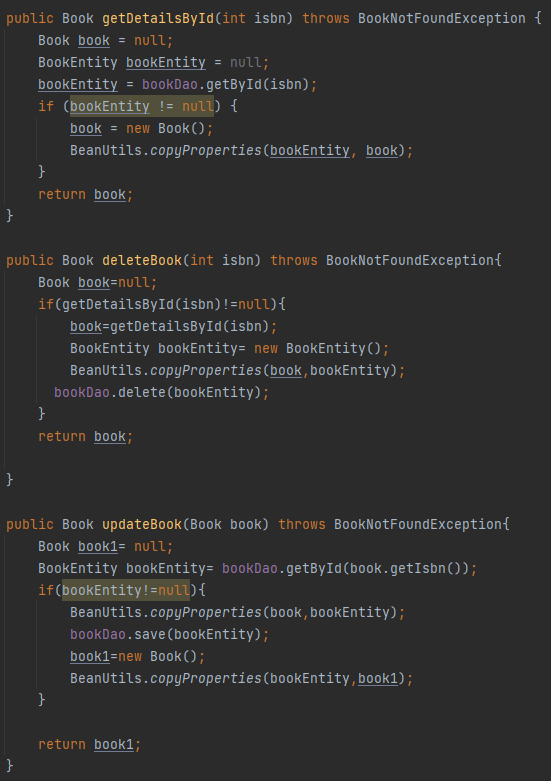 public Book getDetailsById(int isbn) throws BookNotFoundException {
    Book book = null;
    BookEntity bookEntity = null;
    bookEntity = bookDao.getById(isbn);
    if (bookEntity != null) {
        book = new Book();
        BeanUtils.copyProperties(bookEntity, book);
    }
    return book;
}

public Book deleteBook(int isbn) throws BookNotFoundException{
    Book book=null;
    if(getDetailsById(isbn)!=null){
        book=getDetailsById(isbn);
        BookEntity bookEntity= new BookEntity();
        BeanUtils.copyProperties(book,bookEntity);
      bookDao.delete(bookEntity);
    }
    return book;

}

public Book updateBook(Book book) throws BookNotFoundException{
    Book book1= null;
    BookEntity bookEntity= bookDao.getById(book.getIsbn());
    if(bookEntity!=null){
        BeanUtils.copyProperties(book,bookEntity);
        bookDao.save(bookEntity);
        book1=new Book();
        BeanUtils.copyProperties(bookEntity,book1);
    }

    return book1;
}